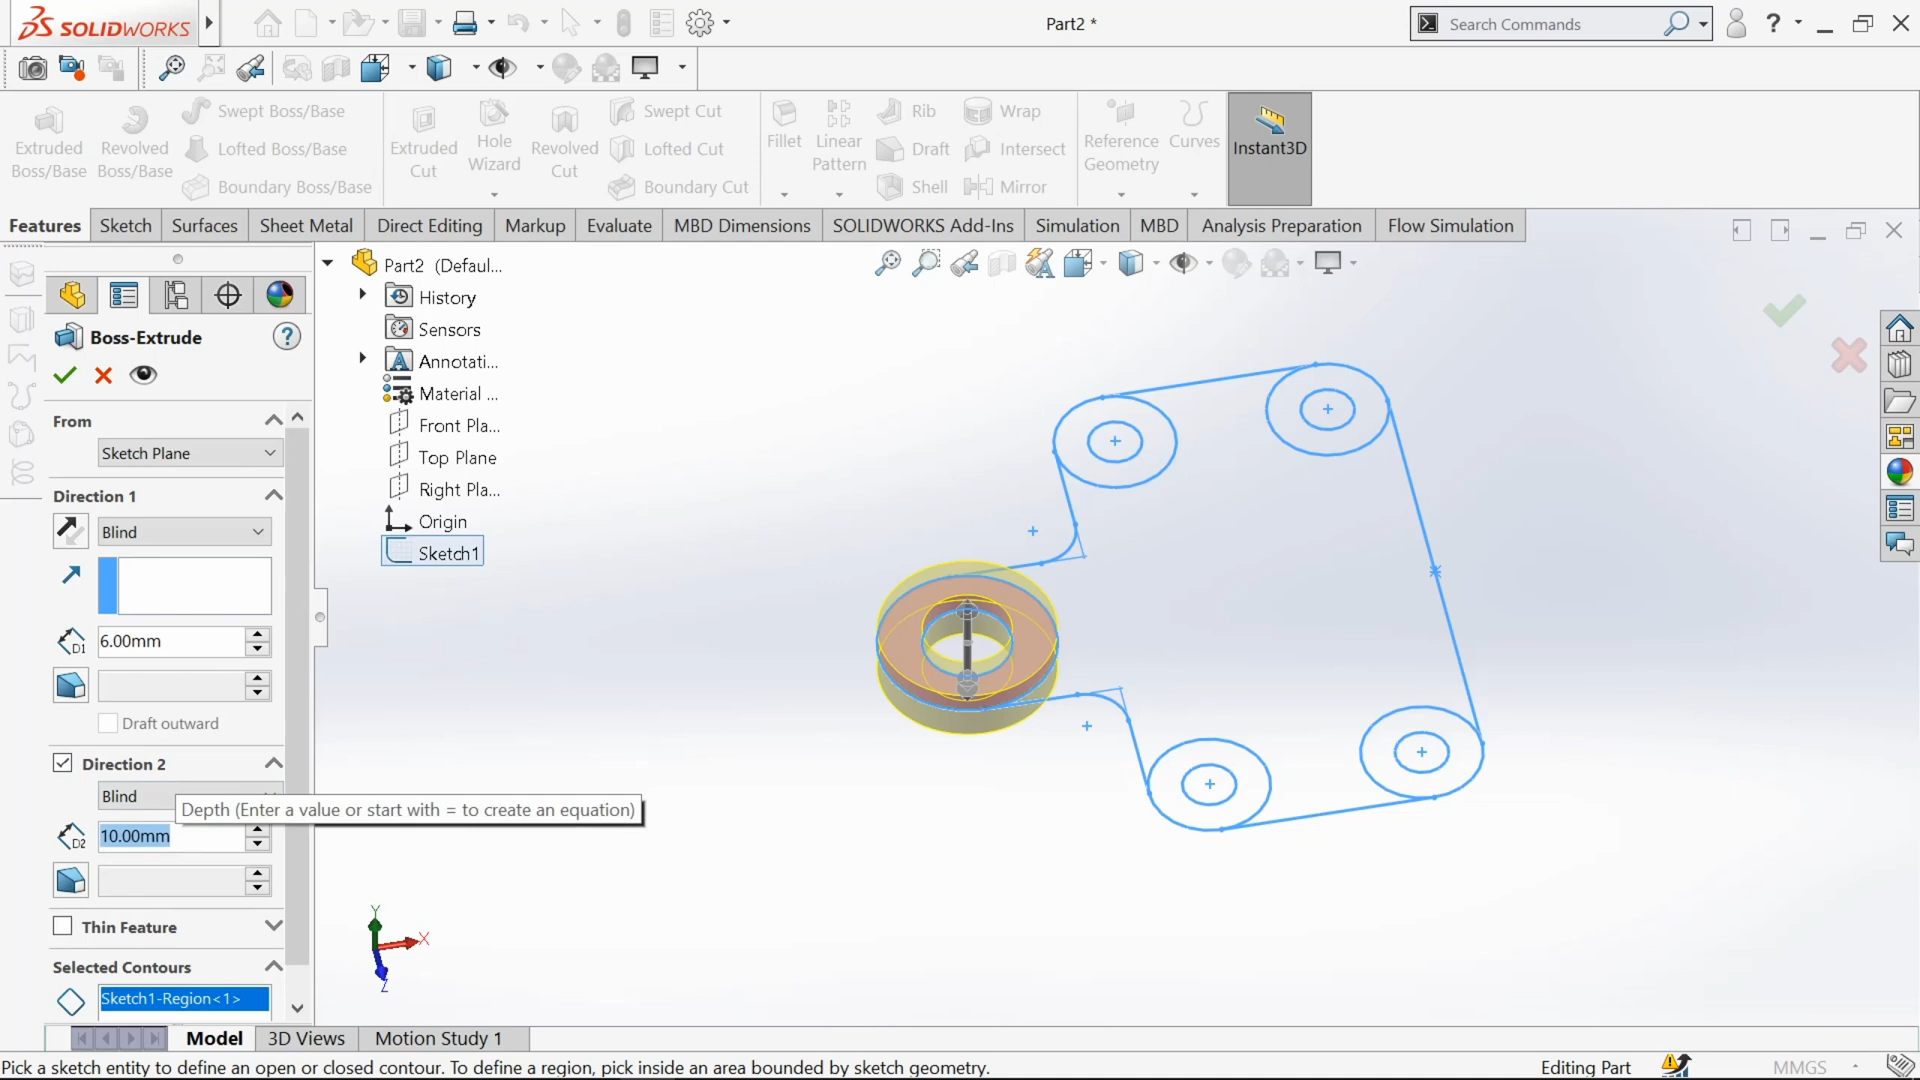 SOLIDWORKS
Part2 *
Search Commands
?
Extruded Boss/Base
Revolved Boss/Base
Swept Boss/Base
Lofted Boss/Base
Boundary Boss/Base
Extruded Cut
Hole Wizard
Revolved Cut
Swept Cut
Lofted Cut
Boundary Cut
Fillet
Linear Pattern
Rib
Draft
Shell
Wrap
Intersect
Mirror
Reference Geometry
Curves
Instant3D
Features
Sketch
Surfaces
Sheet Metal
Direct Editing
Markup
Evaluate
MBD Dimensions
SOLIDWORKS Add-Ins
Simulation
MBD
Analysis Preparation
Flow Simulation
Part2 (Defaul...
History
Sensors
Annotati...
Material ...
Front Pla...
Top Plane
Right Pla...
Origin
Sketch1
Boss-Extrude
?
From
Sketch Plane
Direction 1
Blind
D1
6.00mm
Draft outward
Direction 2
Blind
Depth (Enter a value or start with = to create an equation)
D2
10.00mm
Thin Feature
Selected Contours
Sketch1-Region<1>
Y
X
Z
Model
3D Views
Motion Study 1
Pick a sketch entity to define an open or closed contour. To define a region, pick inside an area bounded by sketch geometry.
Editing Part
MMGS